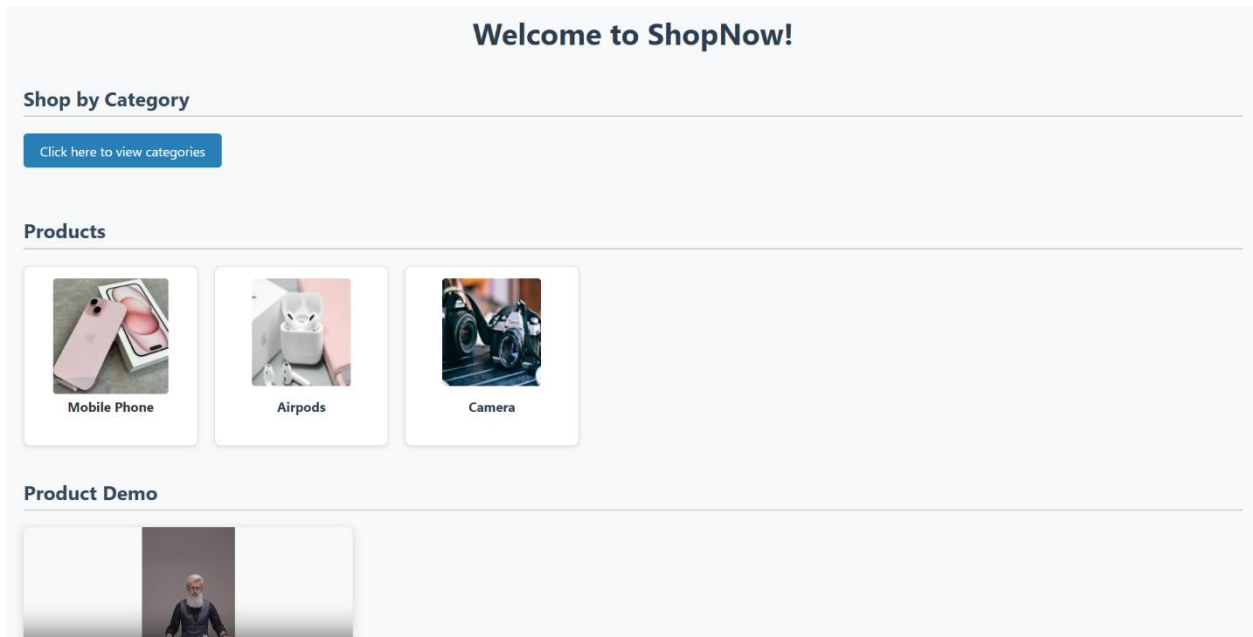 Welcome to ShopNow!
Shop by Category
Click here to view categories
Products
Mobile Phone
Airpods
Camera
Product Demo